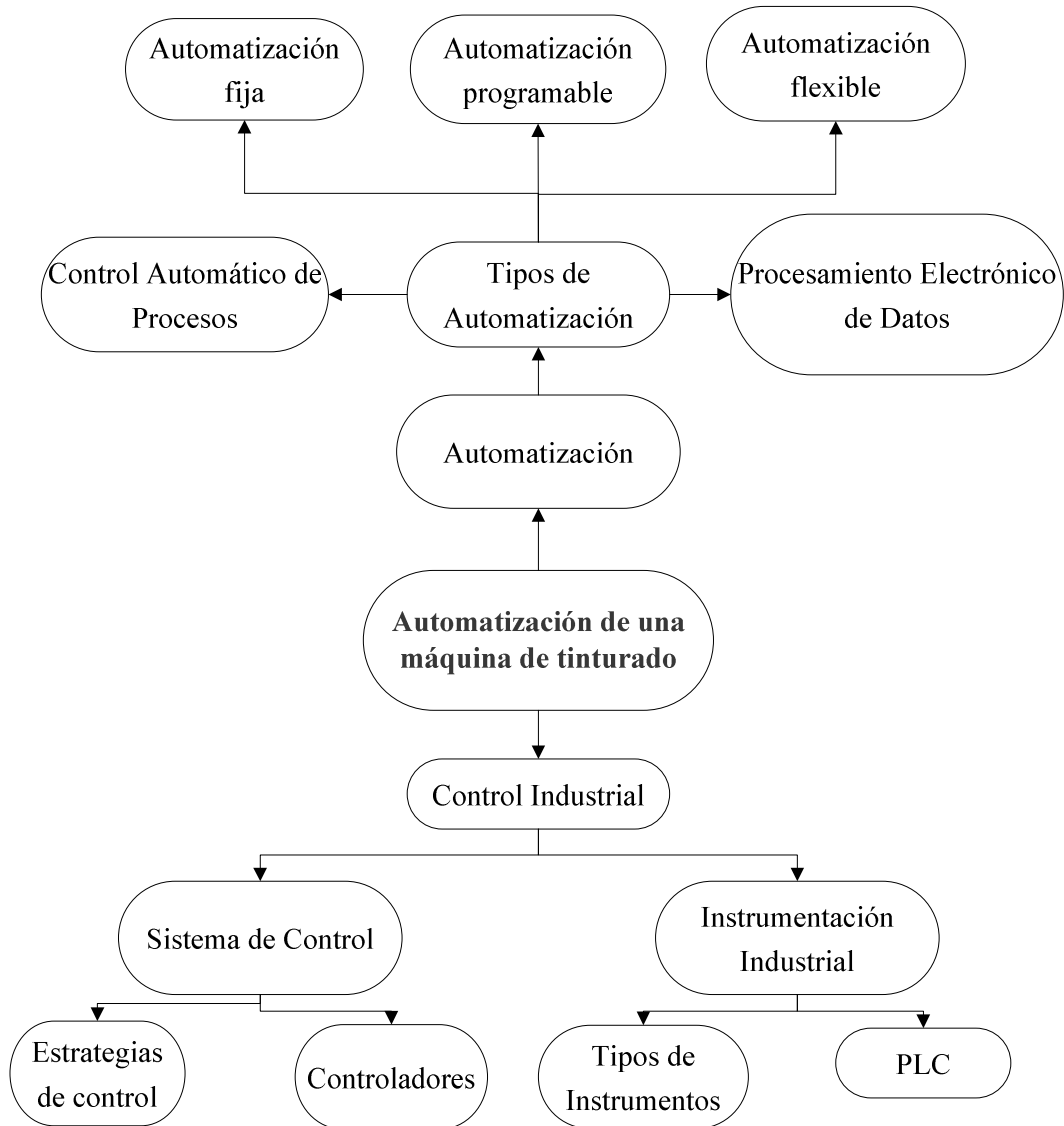 Automatización
fija
Automatización
programable
Automatización
flexible
Control Automático de
Procesos
Tipos de
Automatización
Procesamiento Electrónico
de Datos
Automatización
Automatización de una
máquina de tinturado
Control Industrial
Sistema de Control
Instrumentación
Industrial
Estrategias
de control
Controladores
Tipos de
Instrumentos
PLC